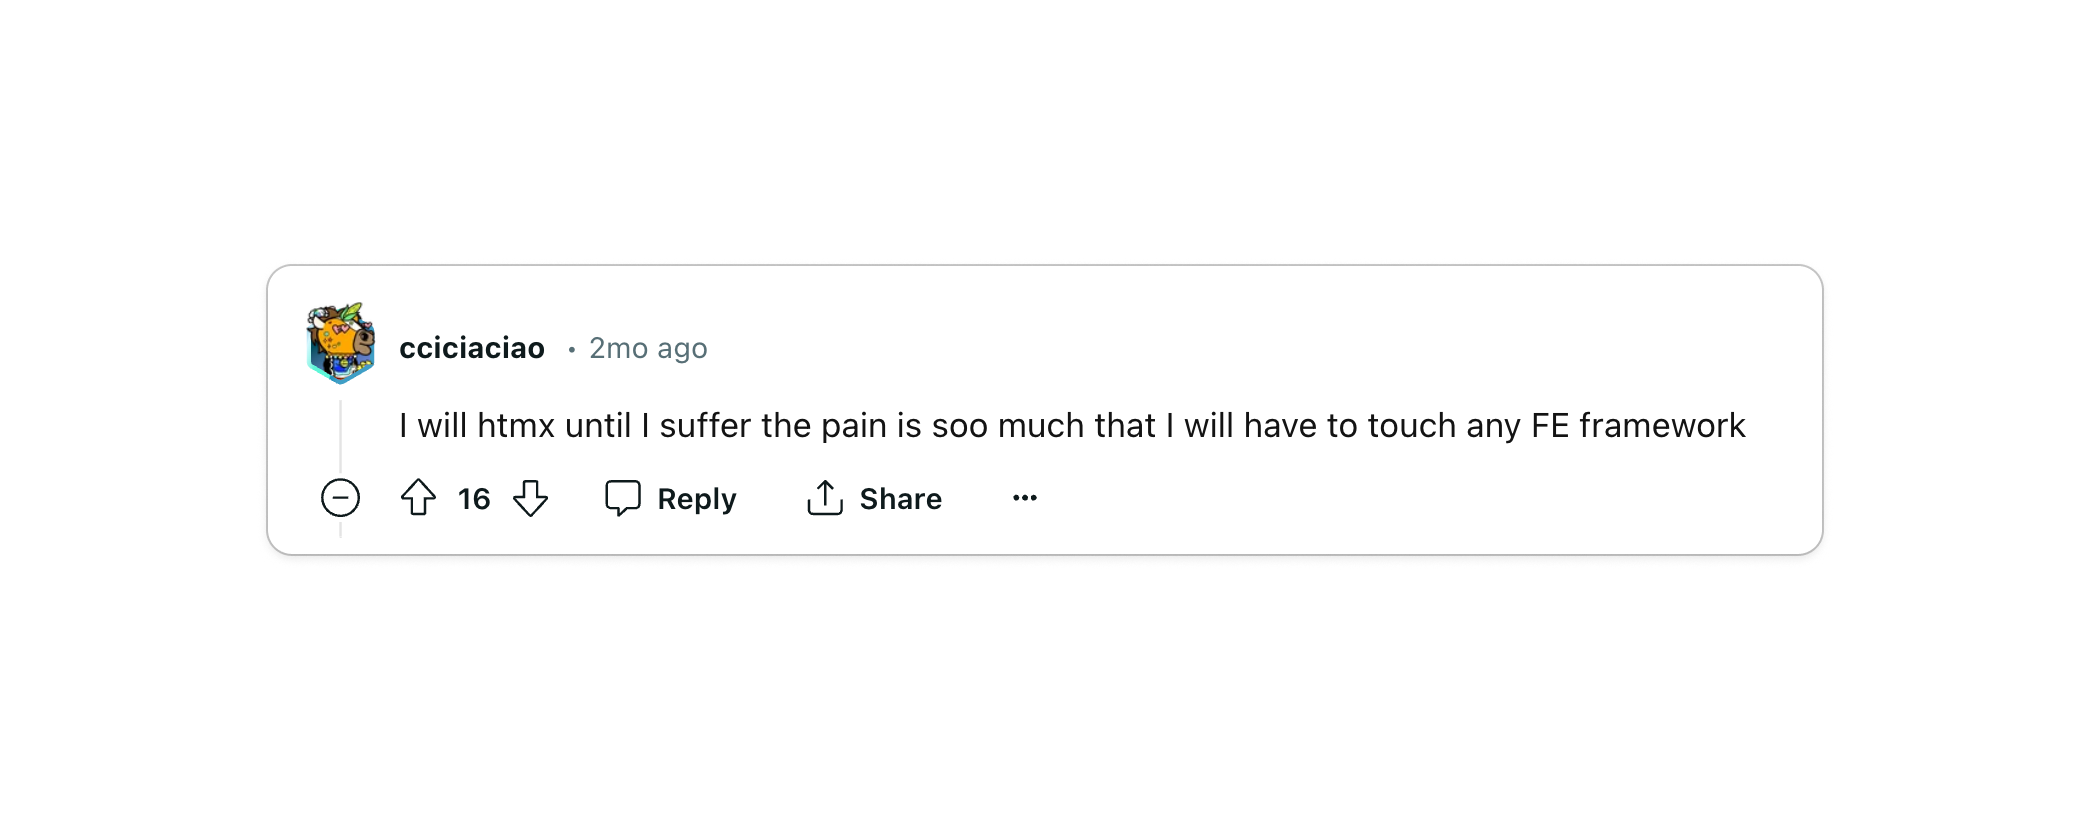 cciciaciao • 2mo ago
I will htmx until I suffer the pain is soo much that I will have to touch any FE framework
16 Reply Share ...